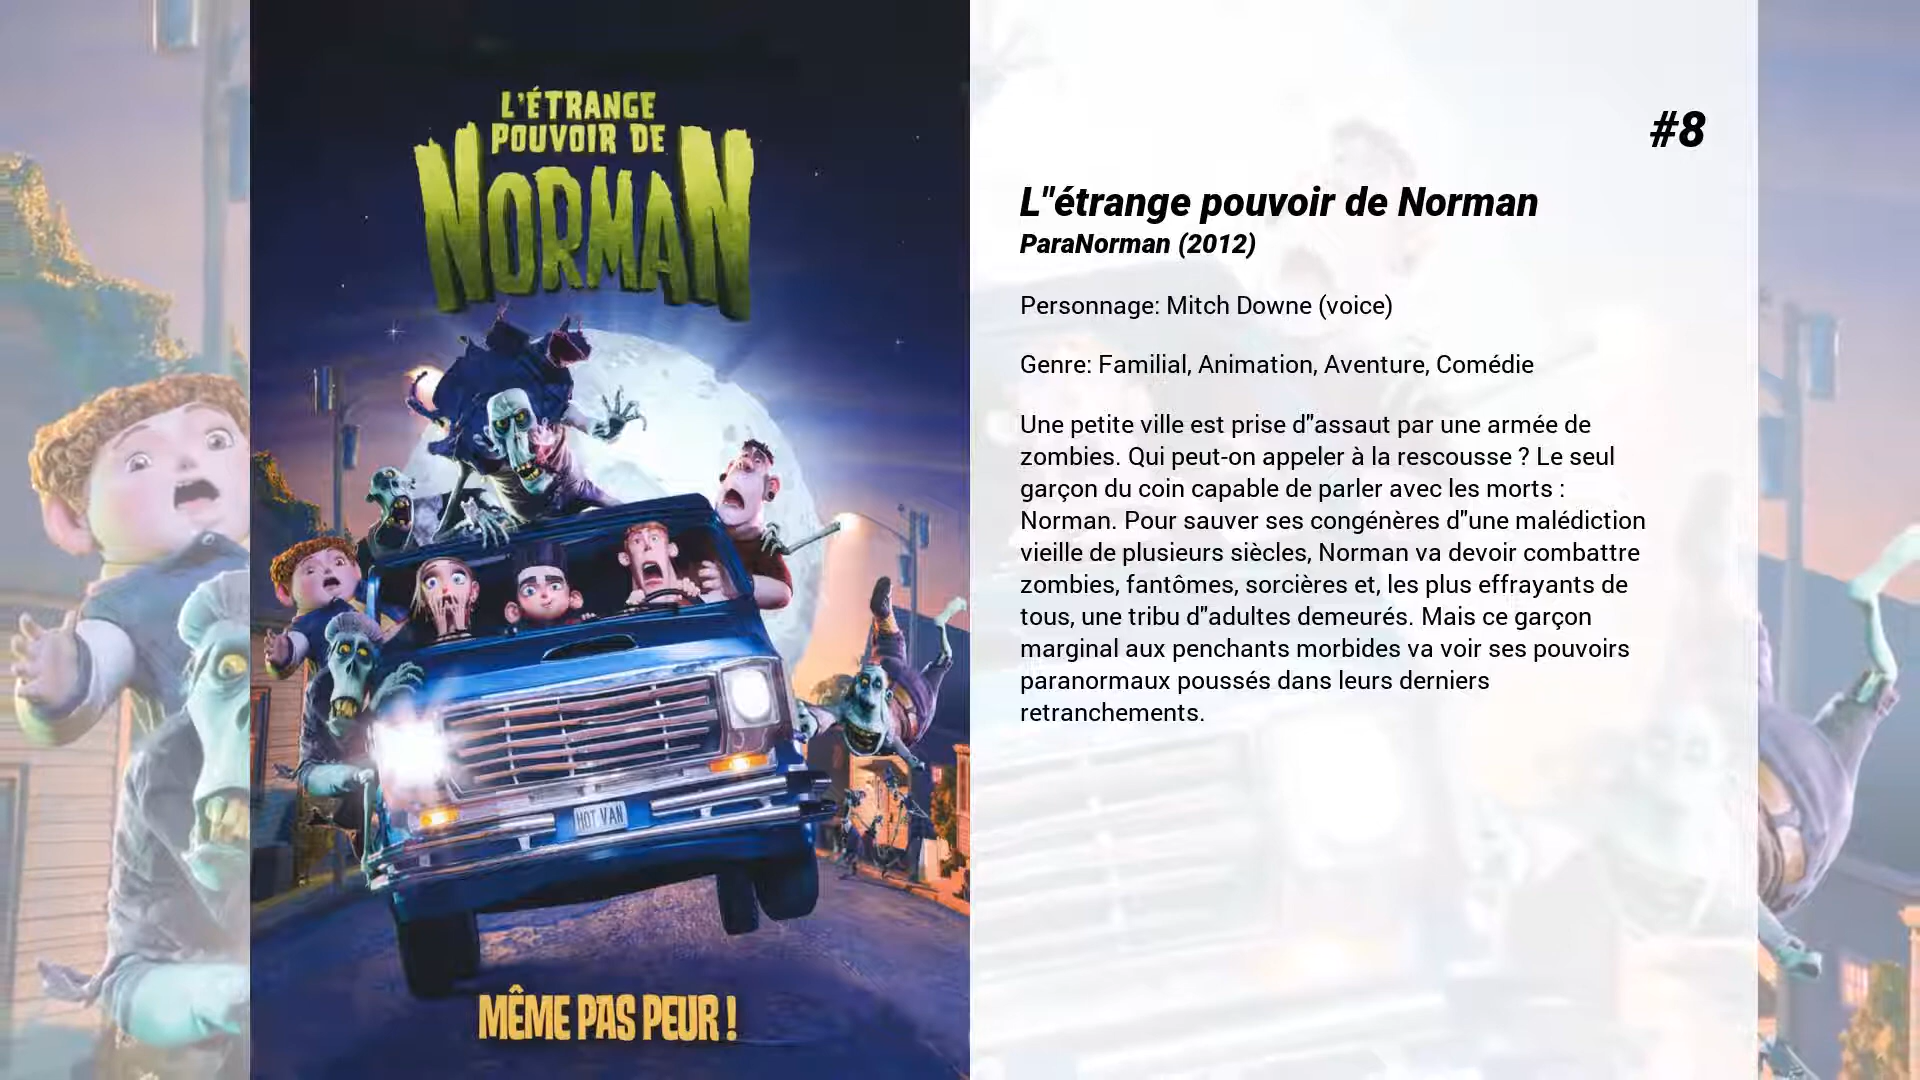 L'ÉTRANGE
POUVOIR DE
NORMAN
HOT VAN
MÊME PAS PEUR !
#8
L"étrange pouvoir de Norman
ParaNorman (2012)
Personnage: Mitch Downe (voice)
Genre: Familial, Animation, Aventure, Comédie
Une petite ville est prise d"assaut par une armée de
zombies. Qui peut-on appeler à la rescousse ? Le seul
garçon du coin capable de parler avec les morts :
Norman. Pour sauver ses congénères d"une malédiction
vieille de plusieurs siècles, Norman va devoir combattre
zombies, fantômes, sorcières et, les plus effrayants de
tous, une tribu d"adultes demeurés. Mais ce garçon
marginal aux penchants morbides va voir ses pouvoirs
paranormaux poussés dans leurs derniers
retranchements.